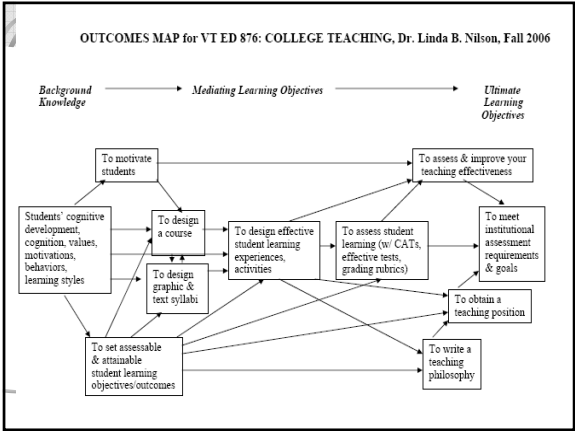 OUTCOMES MAP for VT ED 876: COLLEGE TEACHING, Dr. Linda B. Nilson, Fall 2006
Background
Knowledge
Mediating Learning Objectives
Ultimate
Learning
Objectives
To motivate
students
To assess & improve your
teaching effectiveness
Students' cognitive
development,
cognition, values,
motivations,
behaviors,
learning styles
To design
a course
To design effective
student learning
experiences,
activities
To assess student
learning (w/ CATs,
effective tests,
grading rubrics)
To meet
institutional
assessment
requirements
& goals
To design
graphic &
text syllabi
To obtain a
teaching position
To set assessable
& attainable
student learning
objectives/outcomes
To write a
teaching
philosophy